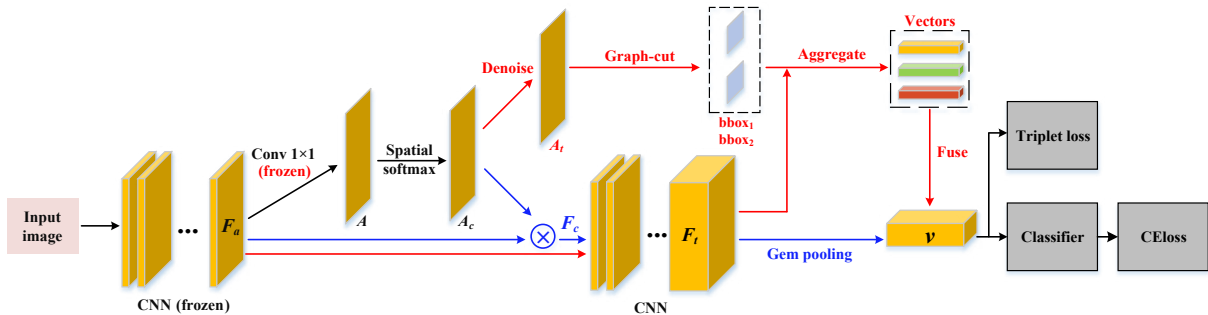 Input
image
CNN (frozen)
...
Fa
Conv 1×1
(frozen)
A
Spatial
softmax
Ac
Denoise
At
Graph-cut
bbox1
bbox2
Aggregate
Vectors
Fuse
Fc
CNN
...
Ft
Gem pooling
v
Triplet loss
Classifier
CEloss